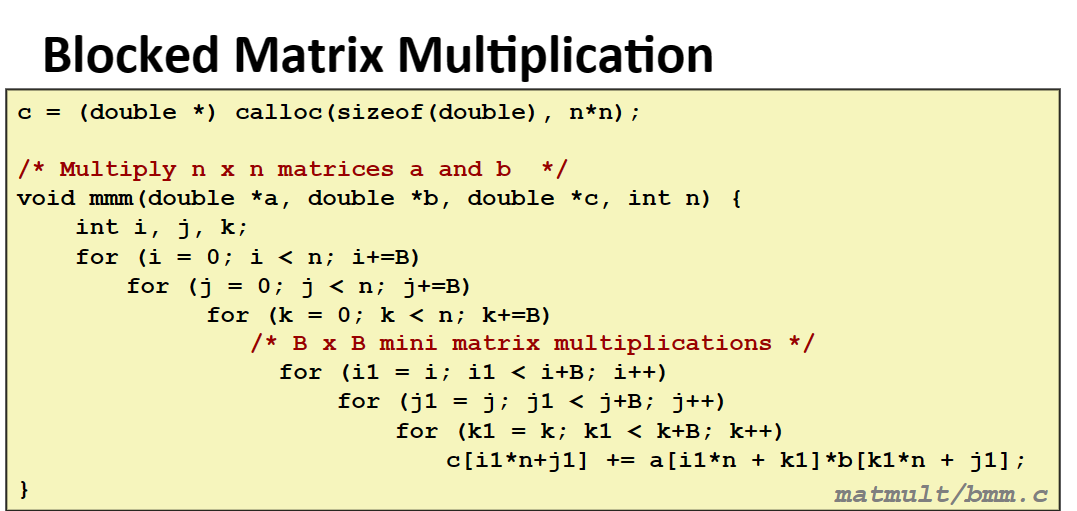 Blocked Matrix Multiplication
c = (double *) calloc(sizeof(double), n*n);
/* Multiply n x n matrices a and b  */
void mmm(double *a, double *b, double *c, int n) {
    int i, j, k;
    for (i = 0; i < n; i+=B)
        for (j = 0; j < n; j+=B)
            for (k = 0; k < n; k+=B)
                /* B x B mini matrix multiplications */
                for (i1 = i; i1 < i+B; i++)
                    for (j1 = j; j1 < j+B; j++)
                        for (k1 = k; k1 < k+B; k++)
                            c[i1*n+j1] += a[i1*n + k1]*b[k1*n + j1];
}
matmult/bmm.c